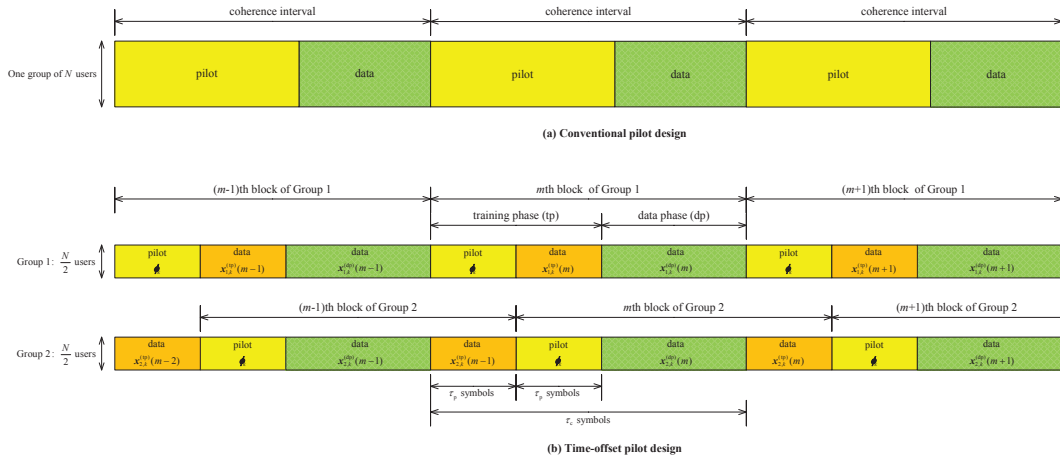 coherence interval coherence interval coherence interval
One group of N users pilot data pilot data pilot data
(a) Conventional pilot design
(m-1)th block of Group 1 mth block of Group 1 (m+1)th block of Group 1
training phase (tp) data phase (dp)
pilot data data pilot data data pilot data data
Group 1: N/2 users ϕ_k x_{1,k}^{(tp)}(m−1) x_{1,k}^{(dp)}(m−1) ϕ_k x_{1,k}^{(tp)}(m) x_{1,k}^{(dp)}(m) ϕ_k x_{1,k}^{(tp)}(m+1) x_{1,k}^{(dp)}(m+1)
(m-1)th block of Group 2 mth block of Group 2 (m+1)th block of Group 2
data pilot data data pilot data data pilot data
Group 2: N/2 users x_{2,k}^{(tp)}(m−2) ϕ_k x_{2,k}^{(dp)}(m−1) x_{2,k}^{(tp)}(m−1) ϕ_k x_{2,k}^{(dp)}(m) x_{2,k}^{(tp)}(m) ϕ_k x_{2,k}^{(dp)}(m+1)
τ_p symbols τ_p symbols
τ_c symbols
(b) Time-offset pilot design